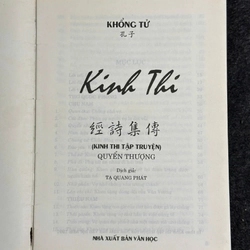 KHỔNG TỬ
孔子
Kinh Thi
經詩集傳
(KINH THI TẬP TRUYỆN)
QUYỂN THƯỢNG
Dịch giả:
TẠ QUANG PHÁT
NHÀ XUẤT BẢN VĂN HỌC